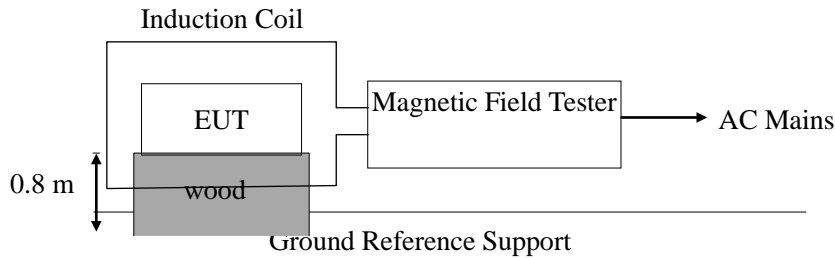 Induction Coil
EUT
Magnetic Field Tester
AC Mains
0.8 m
wood
Ground Reference Support